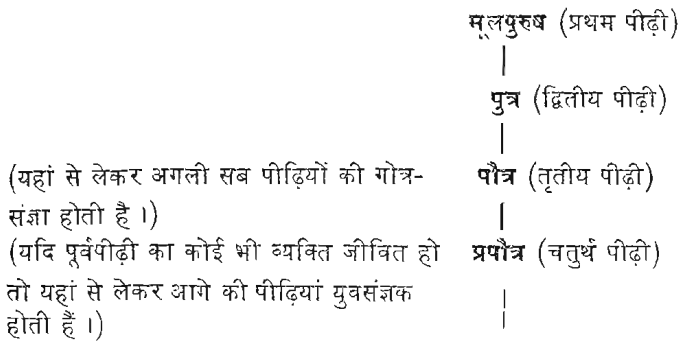 मूलपुरुष (प्रथम पीढ़ी)
पुत्र (द्वितीय पीढ़ी)
(यहां से लेकर अगली सब पीढ़ियों की गोत्र- पौत्र (तृतीय पीढ़ी)
संज्ञा होती है ।)
(यदि पूर्वपीढ़ी का कोई भी व्यक्ति जीवित हो प्रपौत्र (चतुर्थ पीढ़ी)
तो यहां से लेकर आगे की पीढ़ियां युवसंज्ञक
होती हैं ।)